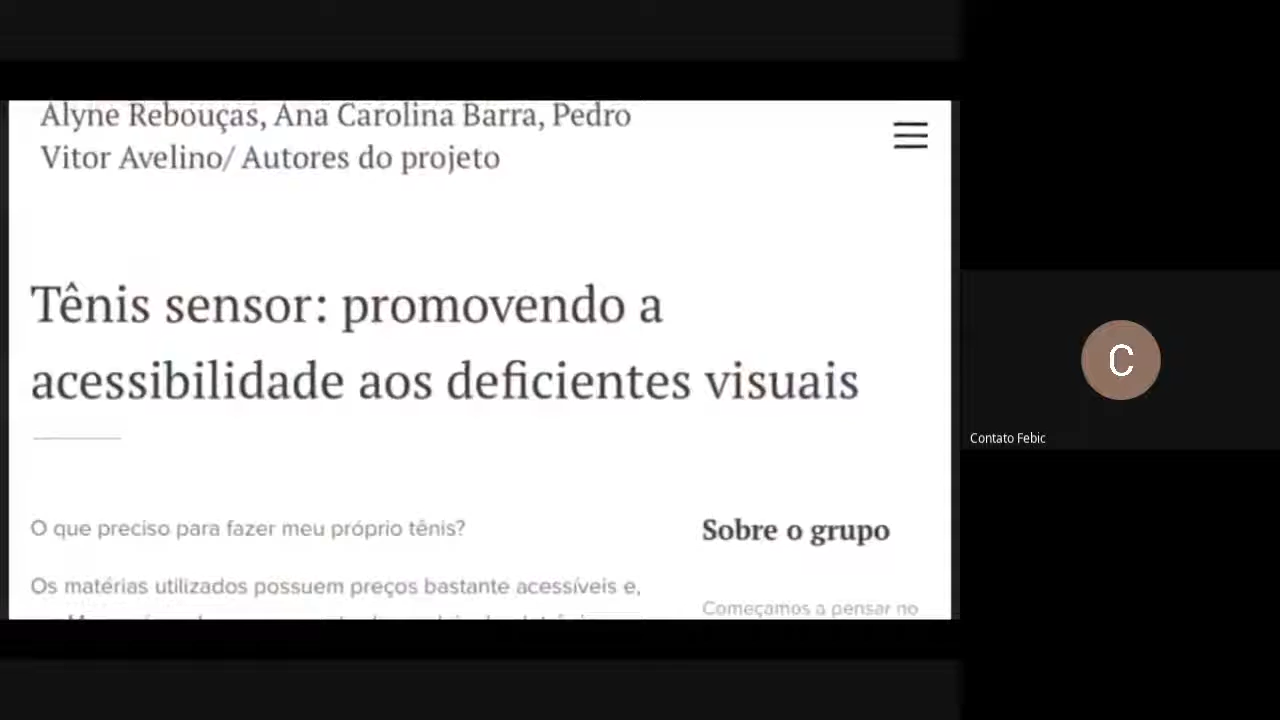 Alyne Rebouças, Ana Carolina Barra, Pedro
Vitor Avelino/ Autores do projeto
Tênis sensor: promovendo a
acessibilidade aos deficientes visuais
O que preciso para fazer meu próprio tênis?
Os matérias utilizados possuem preços bastante acessíveis e,
Sobre o grupo
Começamos a pensar no
C
Contato Febic